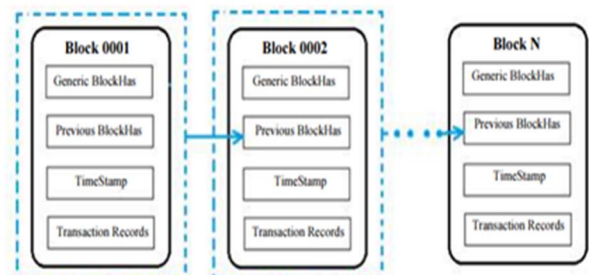 Block 0001
Generic BlockHas
Previous BlockHas
TimeStamp
Transaction Records
Block 0002
Generic BlockHas
Previous BlockHas
TimeStamp
Transaction Records
Block N
Generic BlockHas
Previous BlockHas
TimeStamp
Transaction Records